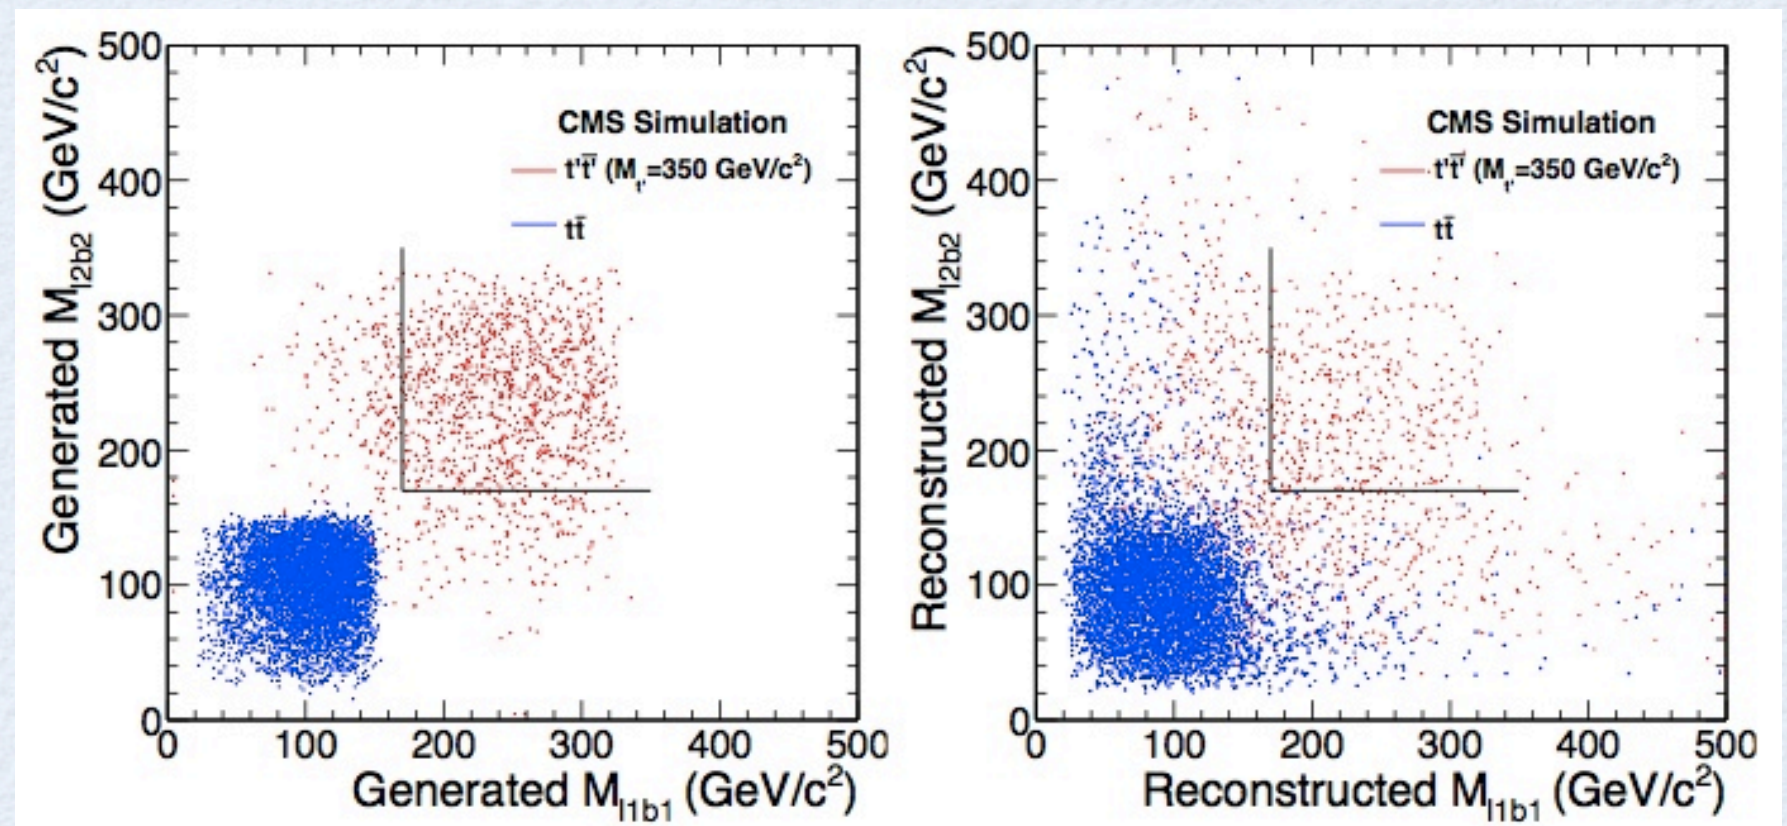 Generated M_l2b2 (GeV/c²)
500
400
300
200
100
0
CMS Simulation
t't̅' (M_t'=350 GeV/c²)
tt̅
0 100 200 300 400 500
Generated M_l1b1 (GeV/c²)
Reconstructed M_l2b2 (GeV/c²)
500
400
300
200
100
0
CMS Simulation
t't̅' (M_t'=350 GeV/c²)
tt̅
0 100 200 300 400 500
Reconstructed M_l1b1 (GeV/c²)